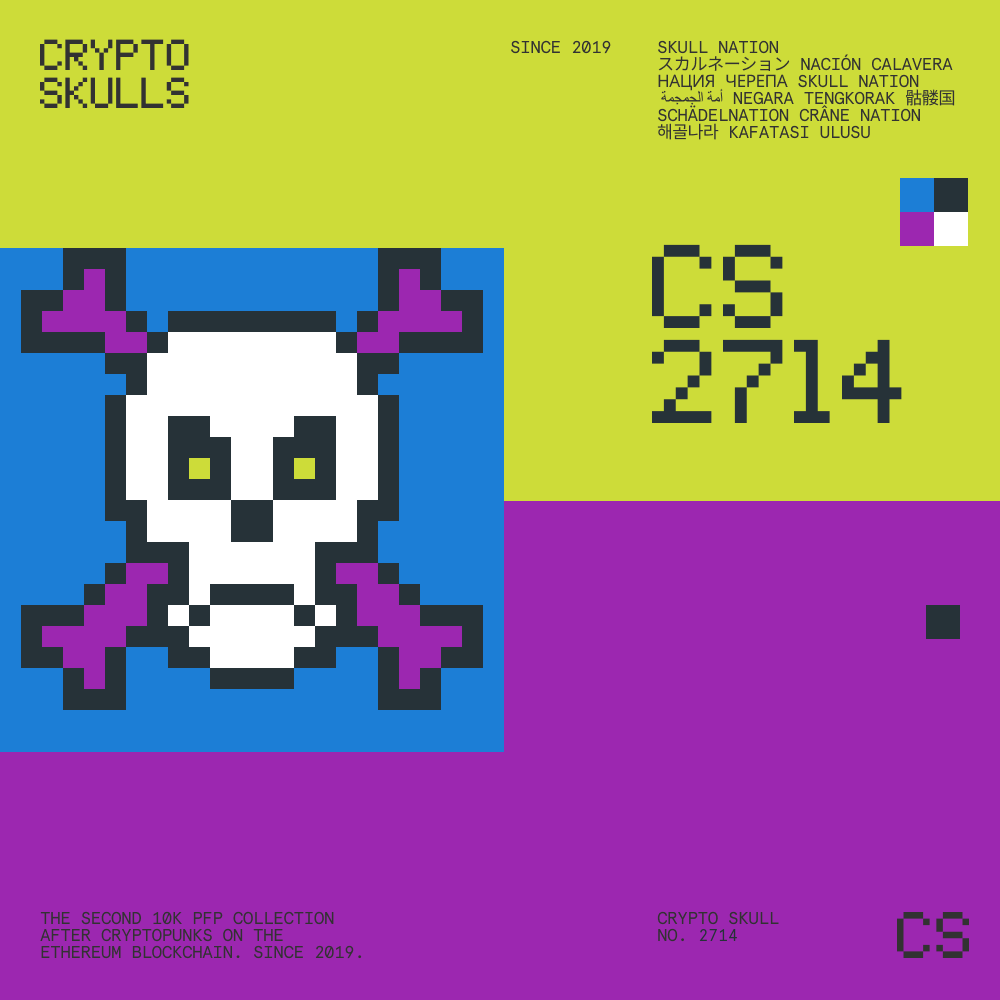 CRYPTO
SKULLS
SINCE 2019
SKULL NATION
スカルネーション NACIÓN CALAVERA
НАЦИЯ ЧЕРЕПА SKULL NATION
أمة الجمجمة NEGARA TENGKORAK 骷髅国
SCHÄDELNATION CRÂNE NATION
해골나라 KAFATASI ULUSU
CS
2714
THE SECOND 10K PFP COLLECTION
AFTER CRYPTOPUNKS ON THE
ETHEREUM BLOCKCHAIN. SINCE 2019.
CRYPTO SKULL
NO. 2714
CS